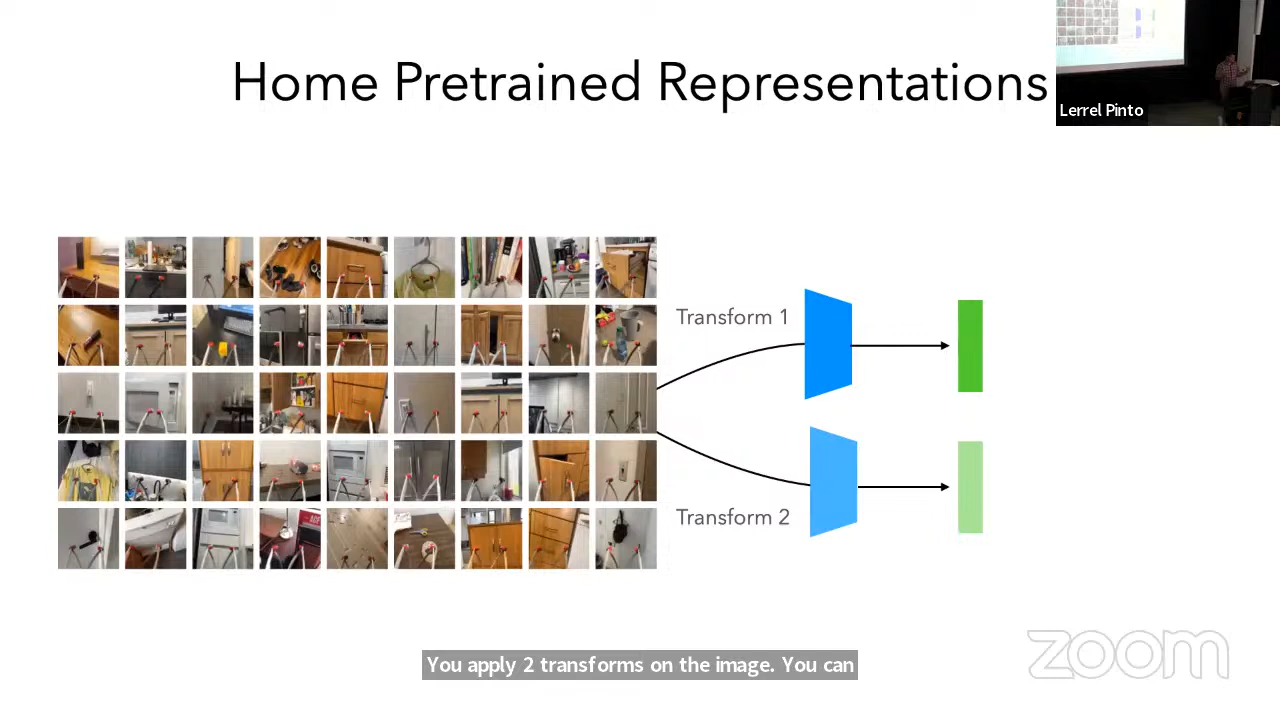 Home Pretrained Representations
Lerrel Pinto
Transform 1
Transform 2
You apply 2 transforms on the image. You can
zoom